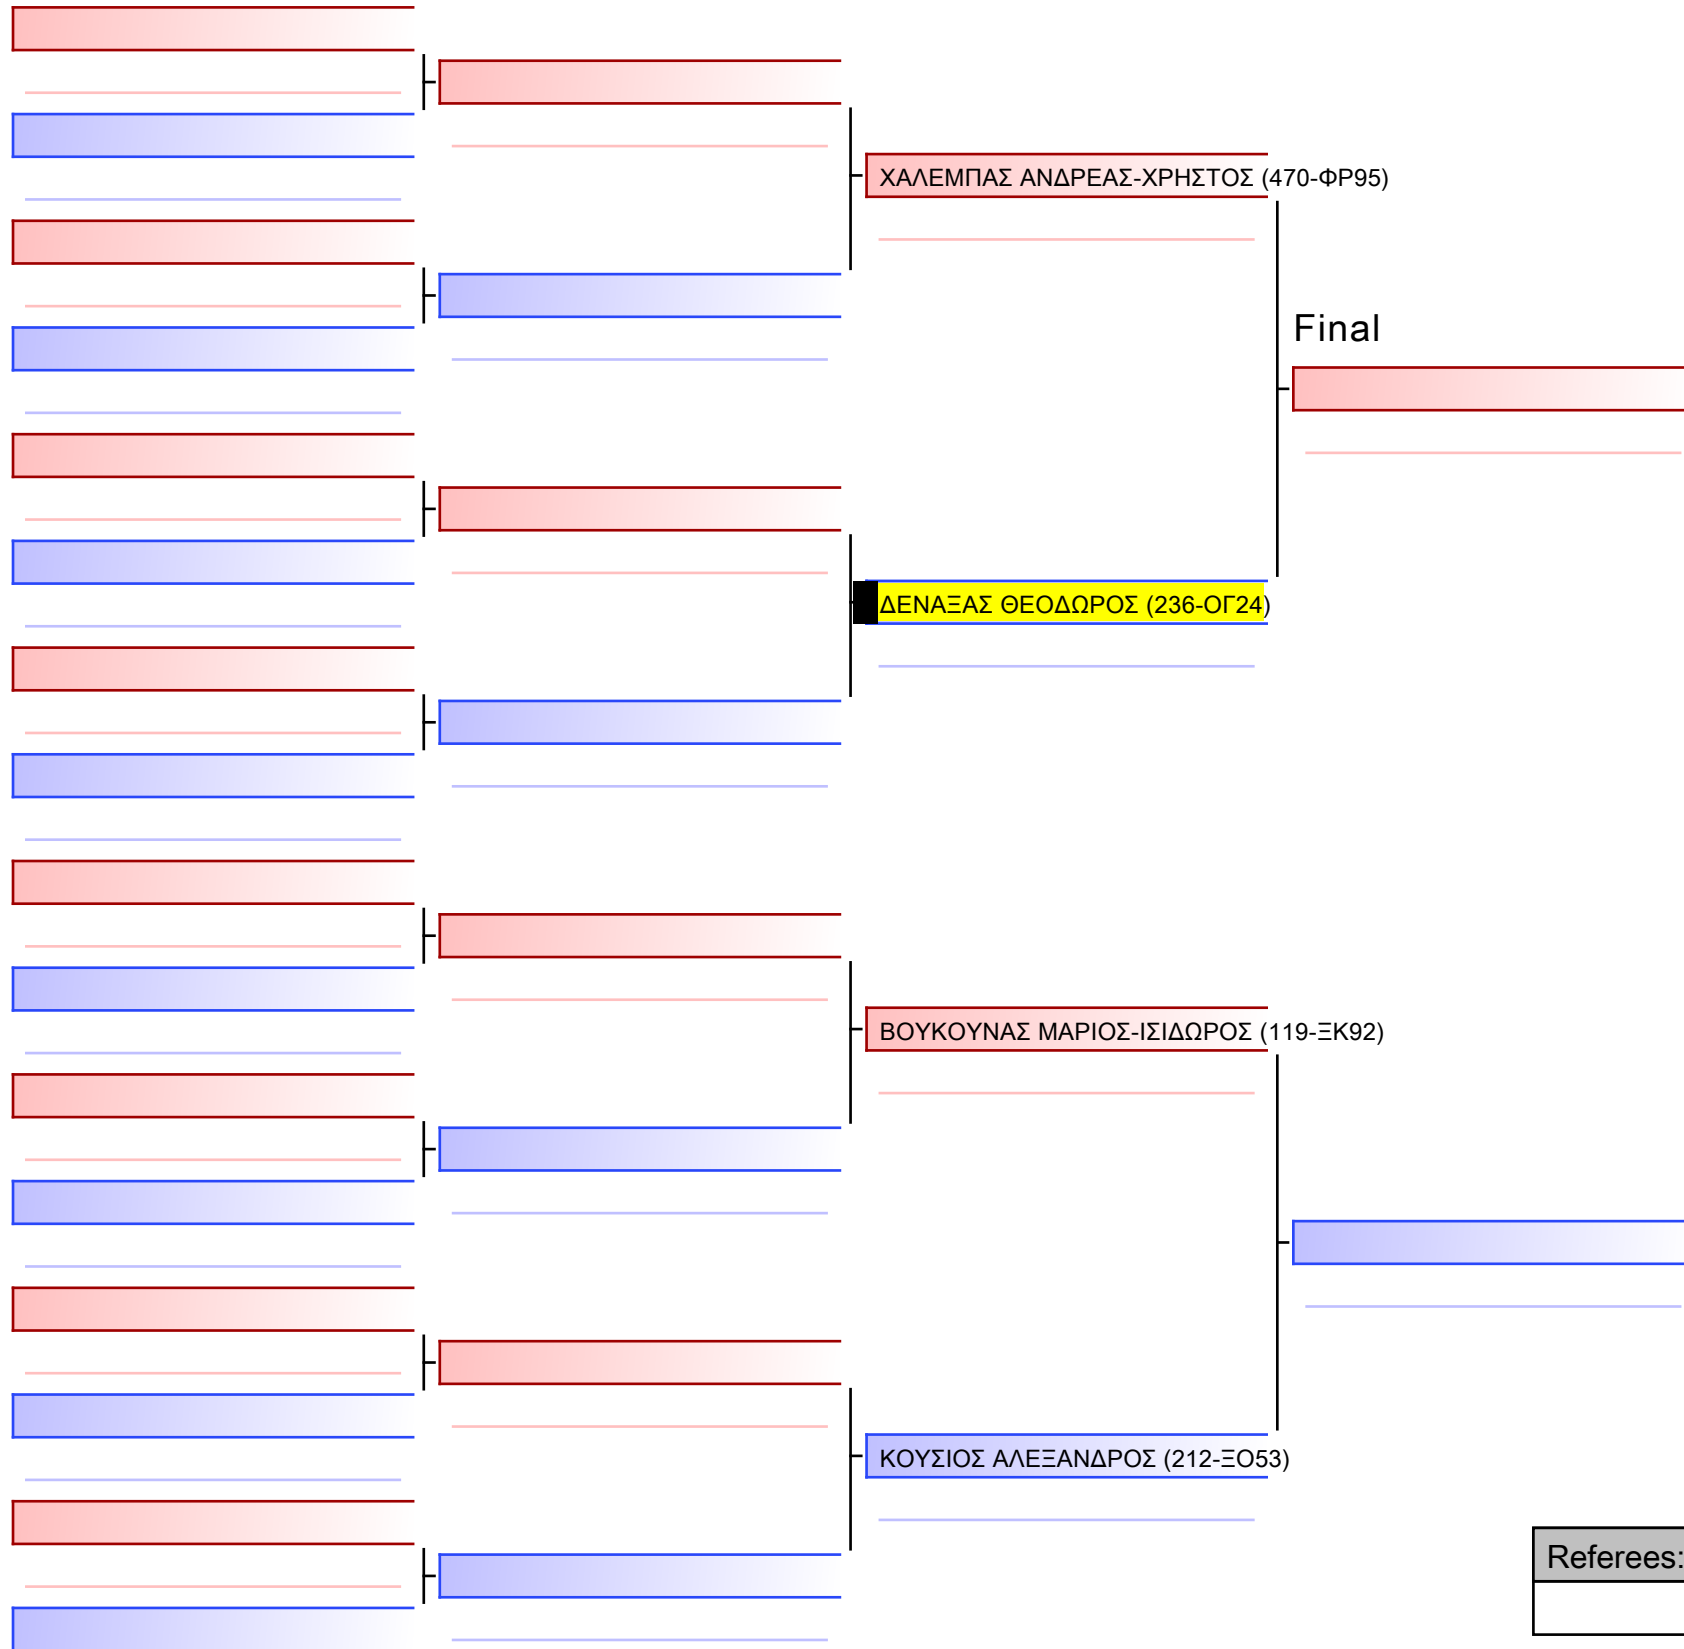 ΧΑΛΕΜΠΑΣ ΑΝΔΡΕΑΣ-ΧΡΗΣΤΟΣ (470-ΦΡ95)
Final
ΔΕΝΑΞΑΣ ΘΕΟΔΩΡΟΣ (236-ΟΓ24)
ΒΟΥΚΟΥΝΑΣ ΜΑΡΙΟΣ-ΙΣΙΔΩΡΟΣ (119-ΞΚ92)
ΚΟΥΣΙΟΣ ΑΛΕΞΑΝΔΡΟΣ (212-ΞΟ53)
Referees: